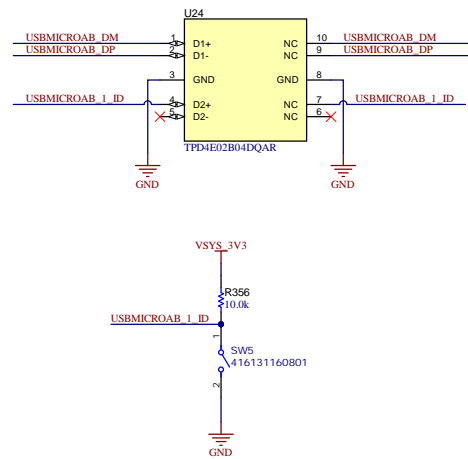 U24
USBMICROAB_DM 1 D1+ NC 10 USBMICROAB_DM
USBMICROAB_DP 2 D1- NC 9 USBMICROAB_DP
3 GND GND 8
USBMICROAB_1_ID 4 D2+ NC 7 USBMICROAB_1_ID
5 D2- NC 6
TPD4E02B04DQAR
GND GND
VSYS_3V3
R356
10.0k
USBMICROAB_1_ID
1
SW5
416131160801
2
GND